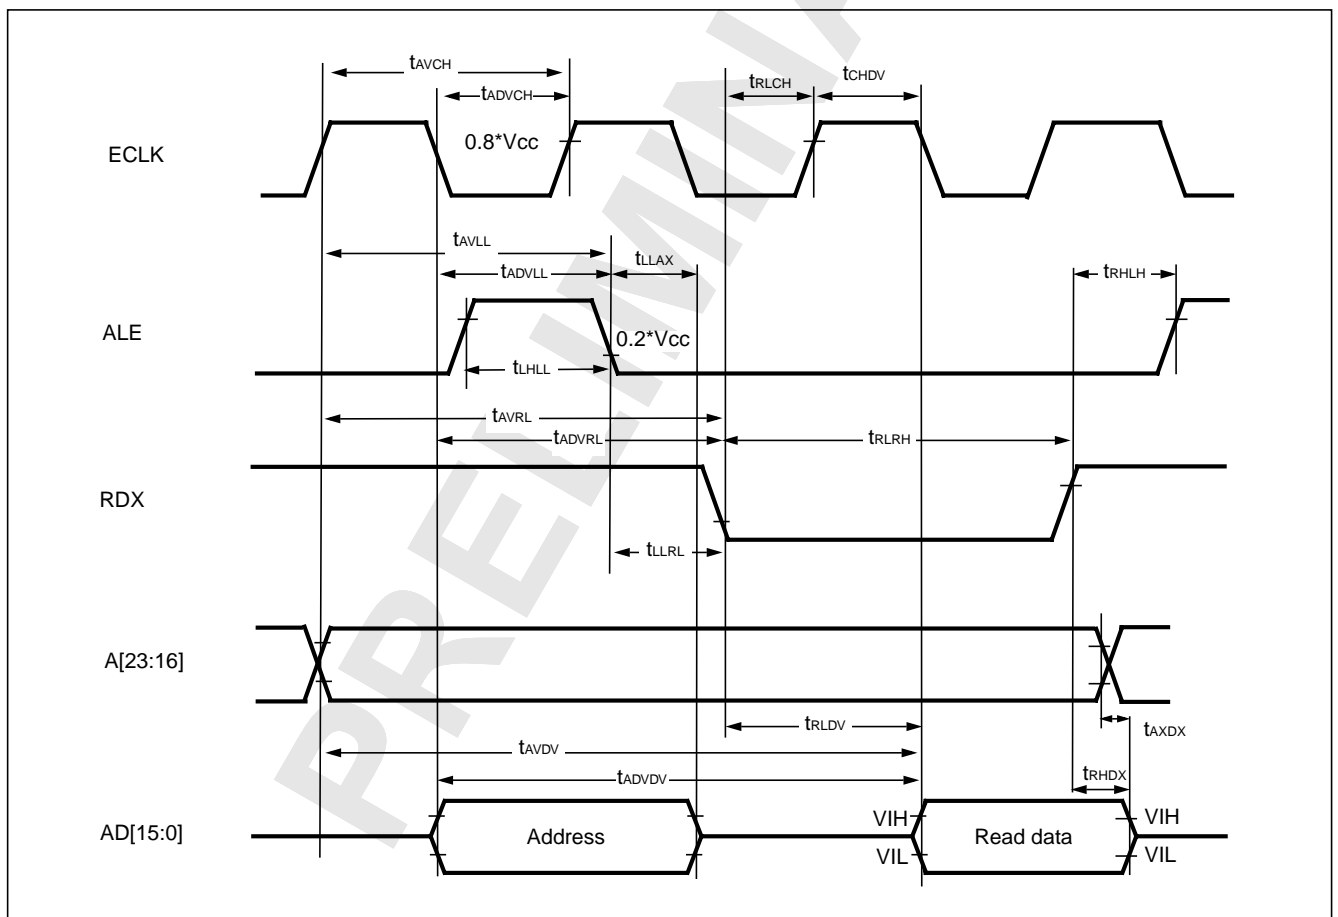 tAVCH
tADVCH
tRLCH
tCHDV
ECLK
0.8*Vcc
tAVLL
tADVLL
tLLAX
tRHLH
ALE
0.2*Vcc
tLHLL
tAVRL
tADVRL
tRLRH
RDX
tLLRL
A[23:16]
tRLDV
tAXDX
tAVDV
tADVDV
tRHDX
AD[15:0]
Address
VIH
VIL
Read data
VIH
VIL
PRELIMINA